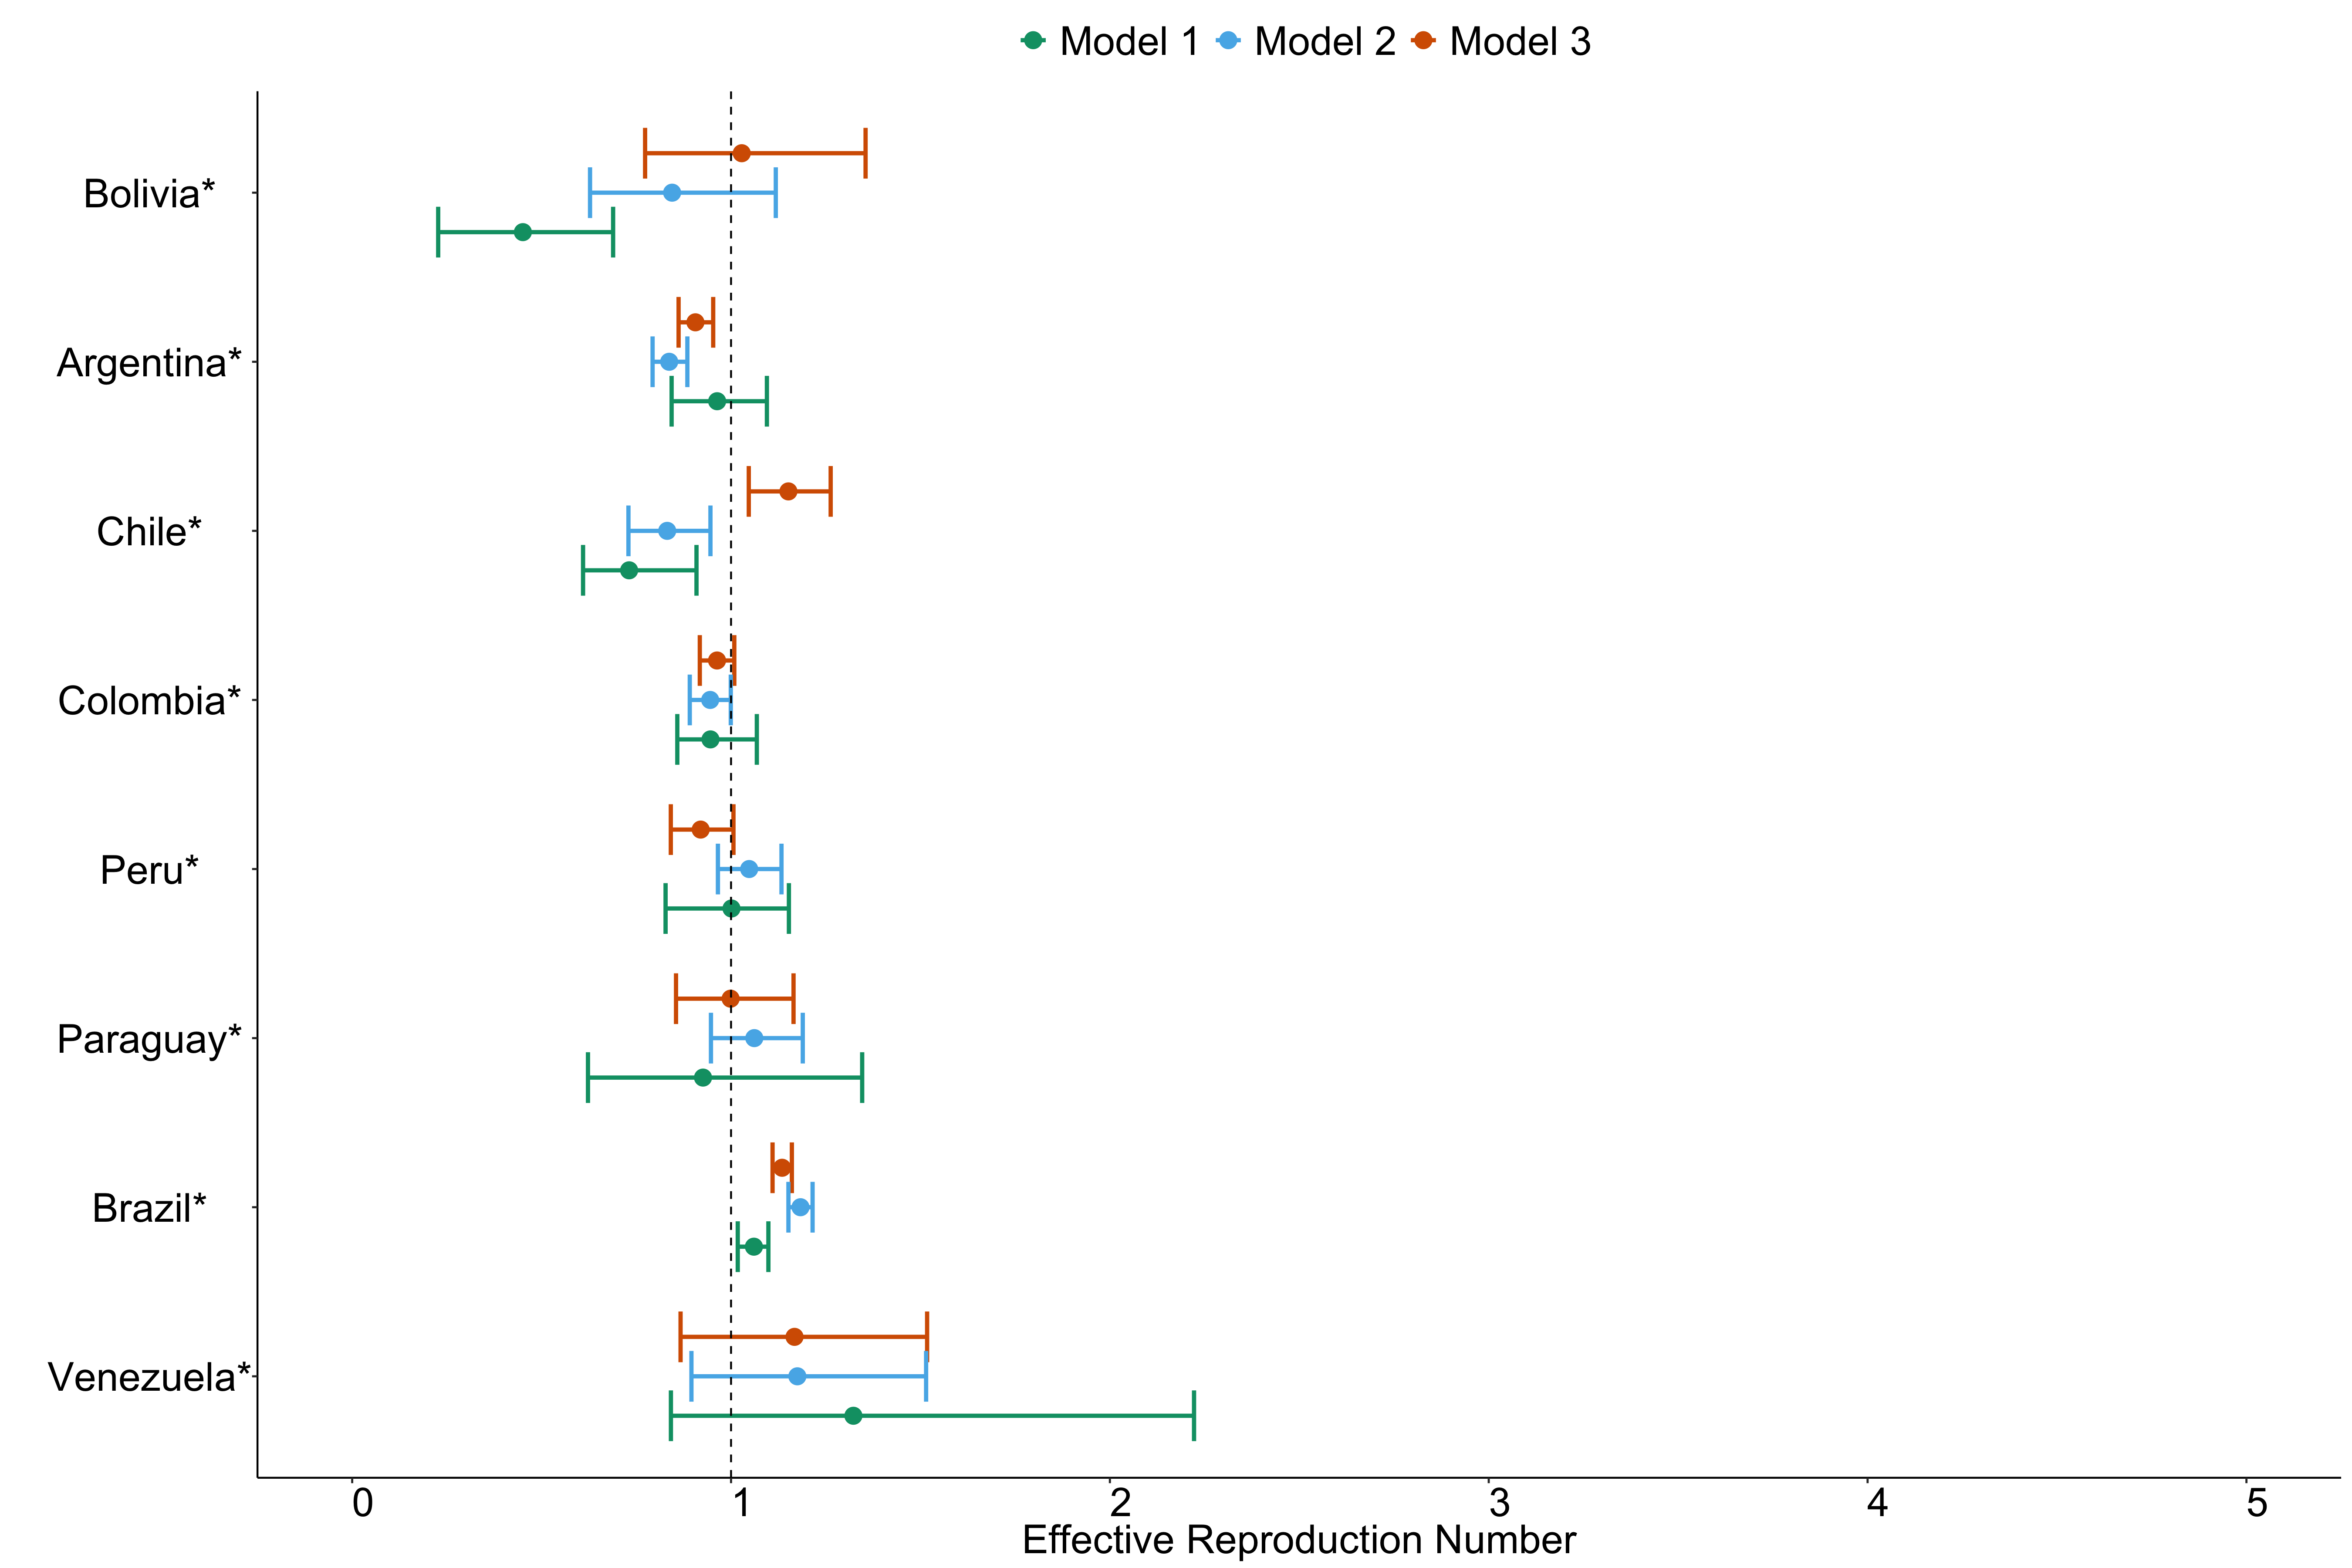 Model 1 Model 2 Model 3
Bolivia*
Argentina*
Chile*
Colombia*
Peru*
Paraguay*
Brazil*
Venezuela*
0 1 2 3 4 5
Effective Reproduction Number